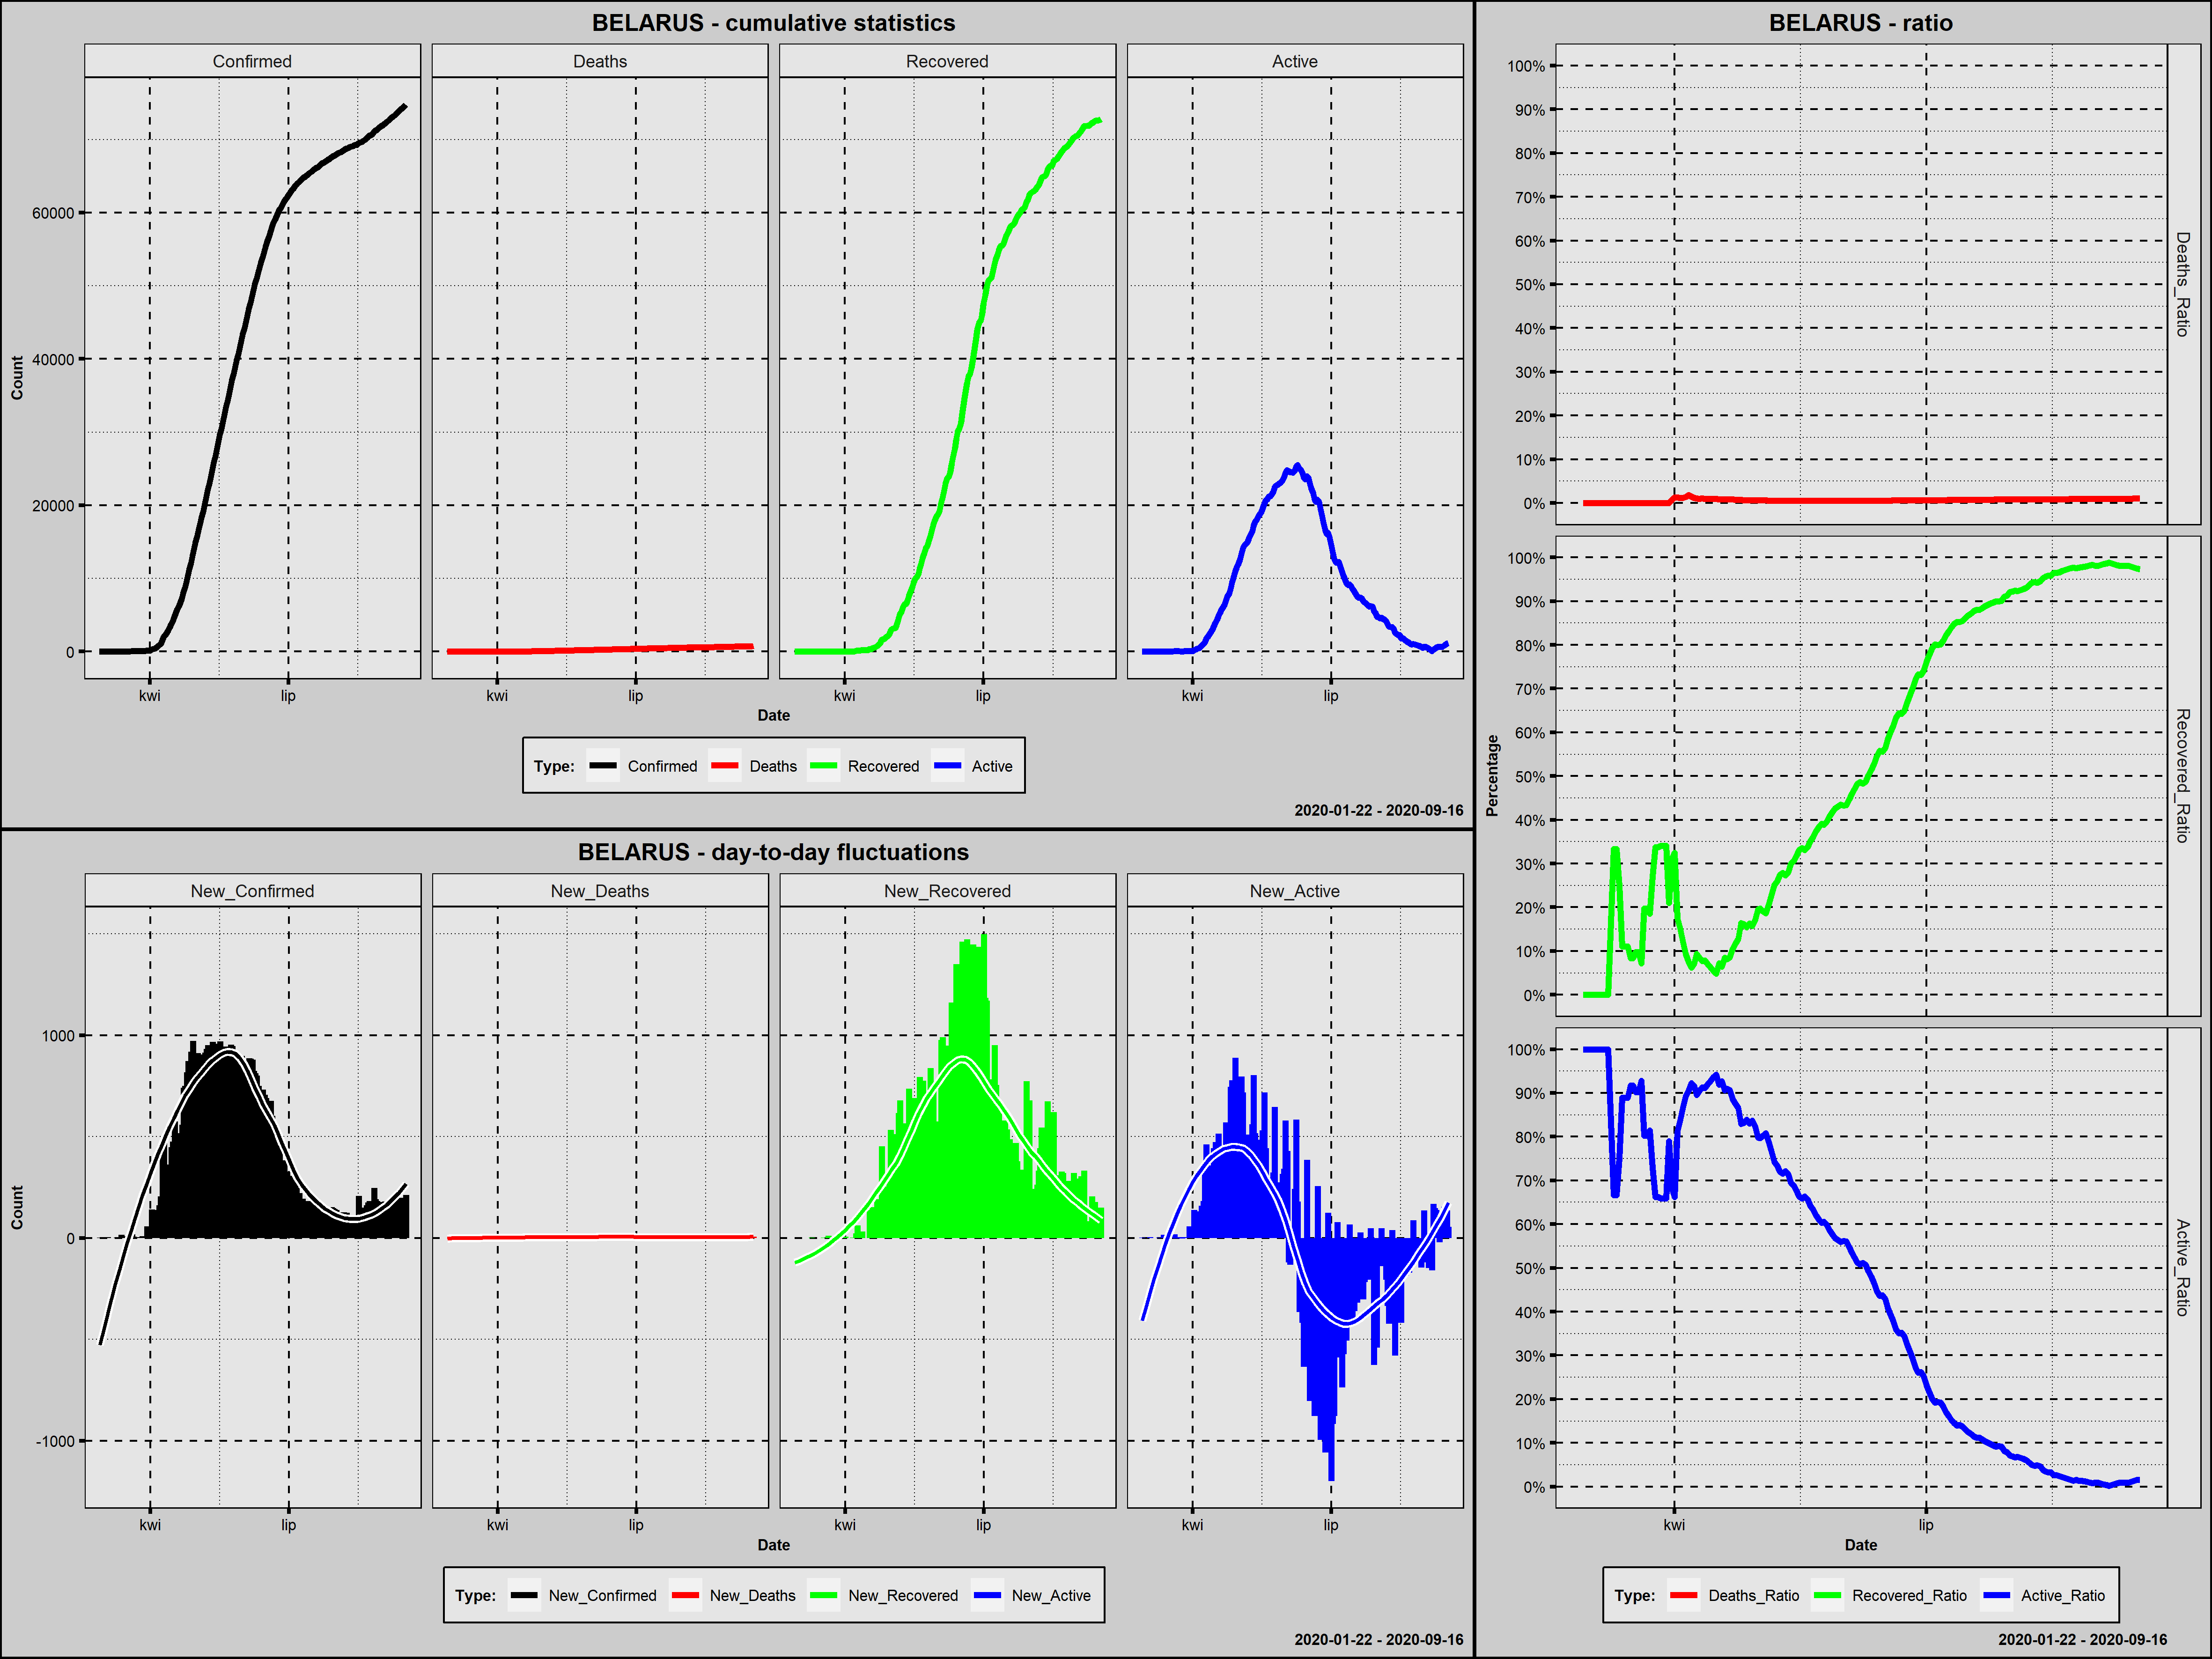 BELARUS - cumulative statistics
Confirmed Deaths Recovered Active
60000
40000
20000
0
Count
kwi lip kwi lip kwi lip kwi lip
Date
Type: Confirmed Deaths Recovered Active
2020-01-22 - 2020-09-16
BELARUS - day-to-day fluctuations
New_Confirmed New_Deaths New_Recovered New_Active
1000
0
-1000
Count
kwi lip kwi lip kwi lip kwi lip
Date
Type: New_Confirmed New_Deaths New_Recovered New_Active
2020-01-22 - 2020-09-16
BELARUS - ratio
100%
90%
80%
70%
60%
50%
40%
30%
20%
10%
0%
Deaths_Ratio
100%
90%
80%
70%
60%
50%
40%
30%
20%
10%
0%
Recovered_Ratio
100%
90%
80%
70%
60%
50%
40%
30%
20%
10%
0%
Active_Ratio
Percentage
kwi lip
Date
Type: Deaths_Ratio Recovered_Ratio Active_Ratio
2020-01-22 - 2020-09-16